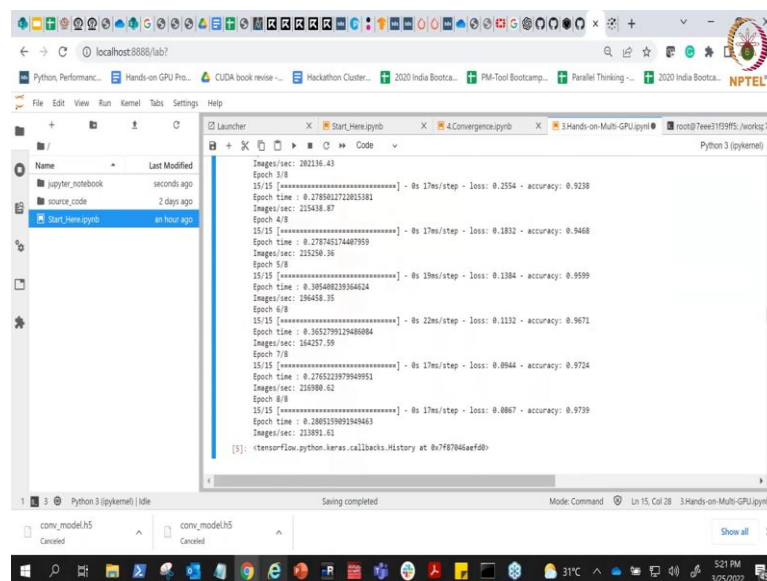 localhost:8888/lab?
Python, Performanc...
Hands-on GPU Pro...
CUDA book revise -...
Hackathon Cluster...
2020 India Bootca...
PM-Tool Bootcamp...
Parallel Thinking -...
2020 India Bootca...
NPTEL
File Edit View Run Kernel Tabs Settings Help
Launcher
Start_Here.ipynb
4.Convergence.ipynb
3.Hands-on-Multi-GPU.ipynl
root@7eee31f39ff5: /works
Code
Python 3 (ipykernel)
/
Name Last Modified
jupyter_notebook seconds ago
source_code 2 days ago
Start_Here.ipynb an hour ago
Images/sec: 202136.43
Epoch 3/8
15/15 [==============================] - 0s 17ms/step - loss: 0.2554 - accuracy: 0.9238
Epoch time : 0.2785012722015381
Images/sec: 215438.87
Epoch 4/8
15/15 [==============================] - 0s 17ms/step - loss: 0.1832 - accuracy: 0.9468
Epoch time : 0.278745174407959
Images/sec: 215250.36
Epoch 5/8
15/15 [==============================] - 0s 19ms/step - loss: 0.1384 - accuracy: 0.9599
Epoch time : 0.305408239364624
Images/sec: 196458.35
Epoch 6/8
15/15 [==============================] - 0s 22ms/step - loss: 0.1132 - accuracy: 0.9671
Epoch time : 0.3652799129486084
Images/sec: 164257.59
Epoch 7/8
15/15 [==============================] - 0s 17ms/step - loss: 0.0944 - accuracy: 0.9724
Epoch time : 0.2765223979949951
Images/sec: 216980.62
Epoch 8/8
15/15 [==============================] - 0s 17ms/step - loss: 0.0867 - accuracy: 0.9739
Epoch time : 0.2805159091949463
Images/sec: 213891.61
[5]: <tensorflow.python.keras.callbacks.History at 0x7f87046aefd0>
1 3 Python 3 (ipykernel) | Idle Saving completed Mode: Command Ln 15, Col 28 3.Hands-on-Multi-GPU.ipynl
conv_model.h5
Canceled
conv_model.h5
Canceled
Show all
31°C
5:21 PM
3/25/2022